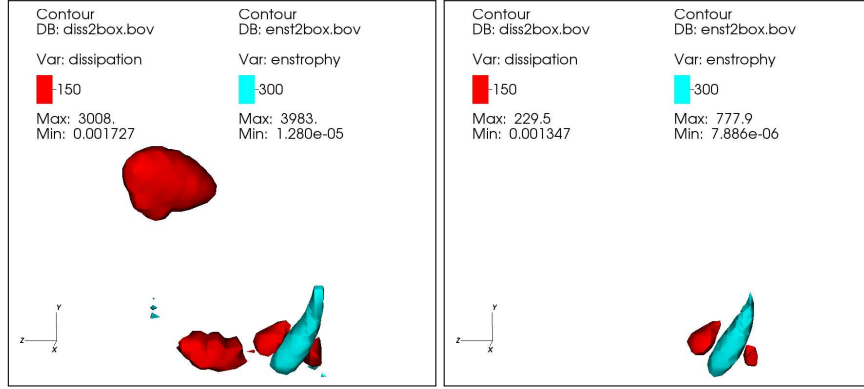 Contour
DB: diss2box.bov
Var: dissipation
150
Max: 3008.
Min: 0.001727
Contour
DB: enst2box.bov
Var: enstrophy
300
Max: 3983.
Min: 1.280e-05
Y
Z
X
Contour
DB: diss2box.bov
Var: dissipation
150
Max: 229.5
Min: 0.001347
Contour
DB: enst2box.bov
Var: enstrophy
300
Max: 777.9
Min: 7.886e-06
Y
Z
X